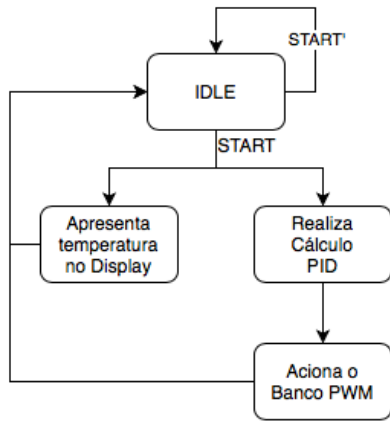 START'
IDLE
START
Apresenta
temperatura
no Display
Realiza
Cálculo
PID
Aciona o
Banco PWM